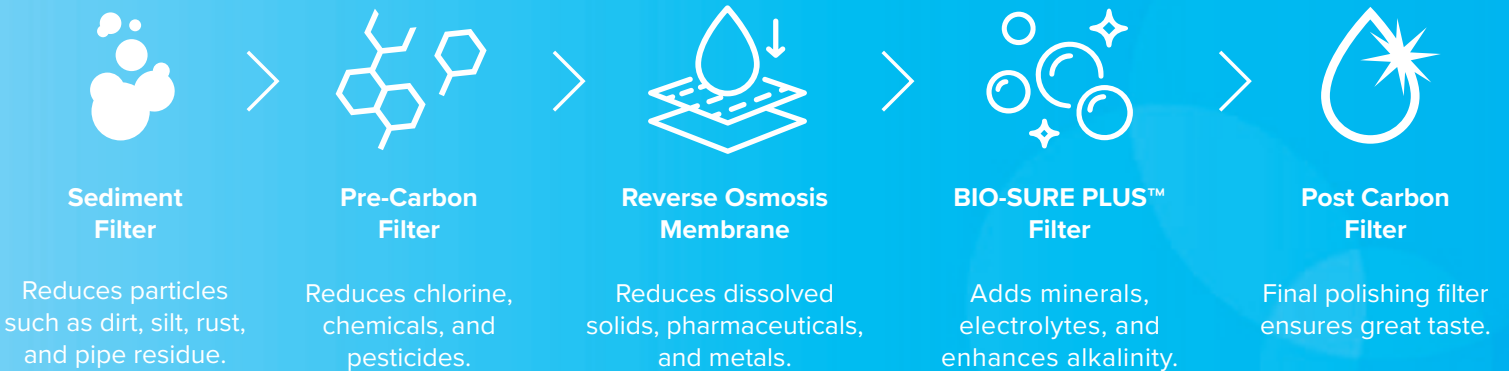 Sediment
Filter
Reduces particles
such as dirt, silt, rust,
and pipe residue.
Pre-Carbon
Filter
Reduces chlorine,
chemicals, and
pesticides.
Reverse Osmosis
Membrane
Reduces dissolved
solids, pharmaceuticals,
and metals.
BIO-SURE PLUS™
Filter
Adds minerals,
electrolytes, and
enhances alkalinity.
Post Carbon
Filter
Final polishing filter
ensures great taste.